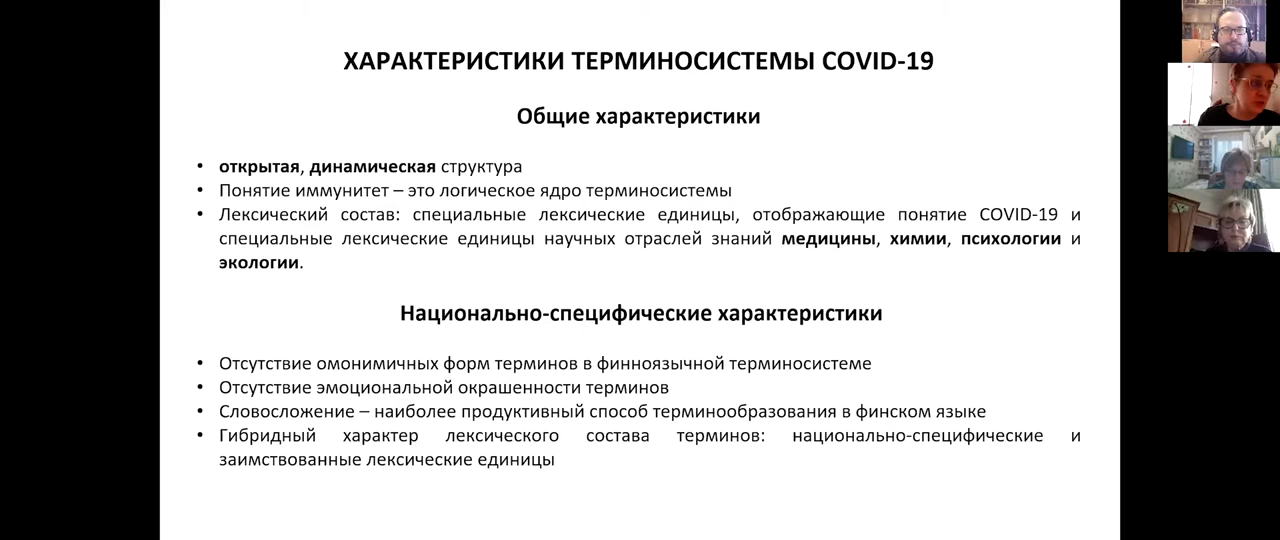 ХАРАКТЕРИСТИКИ ТЕРМИНОСИСТЕМЫ COVID-19
Общие характеристики
• открытая, динамическая структура
• Понятие иммунитет – это логическое ядро терминосистемы
• Лексический состав: специальные лексические единицы, отображающие понятие COVID-19 и
специальные лексические единицы научных отраслей знаний медицины, химии, психологии и
экологии.
Национально-специфические характеристики
• Отсутствие омонимичных форм терминов в финноязычной терминосистеме
• Отсутствие эмоциональной окрашенности терминов
• Словосложение – наиболее продуктивный способ терминообразования в финском языке
• Гибридный характер лексического состава терминов: национально-специфические и
заимствованные лексические единицы